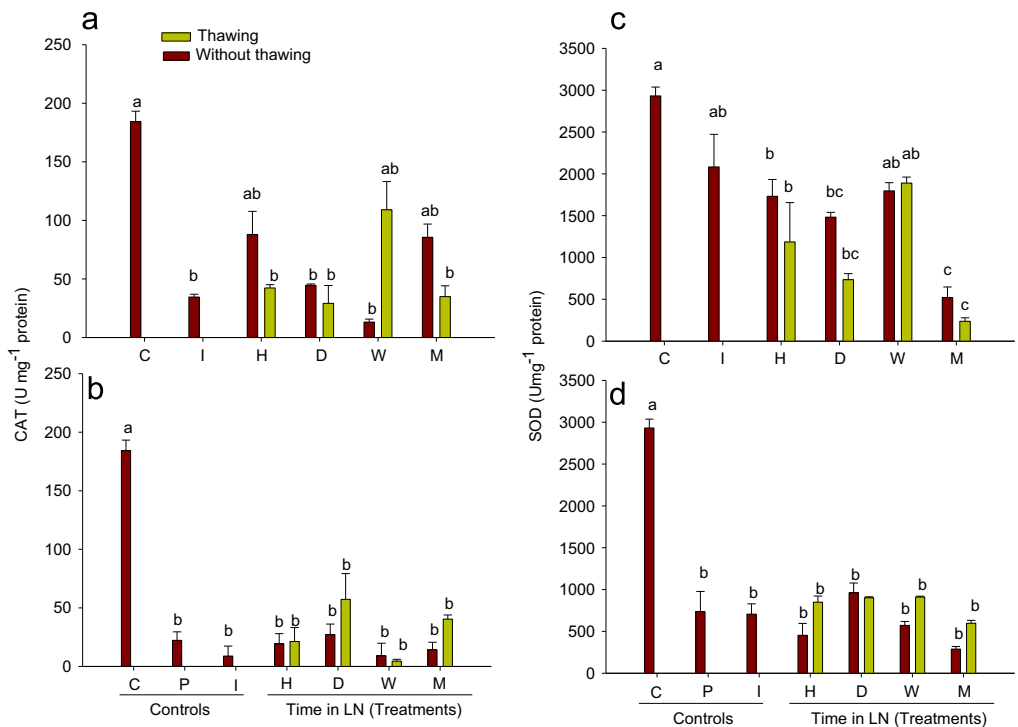 a
Thawing
Without thawing
250
200
150
100
50
0
a
b
ab
b
b
b
b
ab
ab
b
C I H D W M
CAT (U mg-1 protein)
b
250
200
150
100
50
0
a
b
b
b b
b
b
b
b
b
b
C P I H D W M
Controls
Time in LN (Treatments)
c
3500
3000
2500
2000
1500
1000
500
0
a
ab
b
b
bc
bc
ab ab
c
c
C I H D W M
SOD (Umg-1 protein)
d
3500
3000
2500
2000
1500
1000
500
0
a
b
b
b
b
b
b
b
b
b
C P I H D W M
Controls
Time in LN (Treatments)